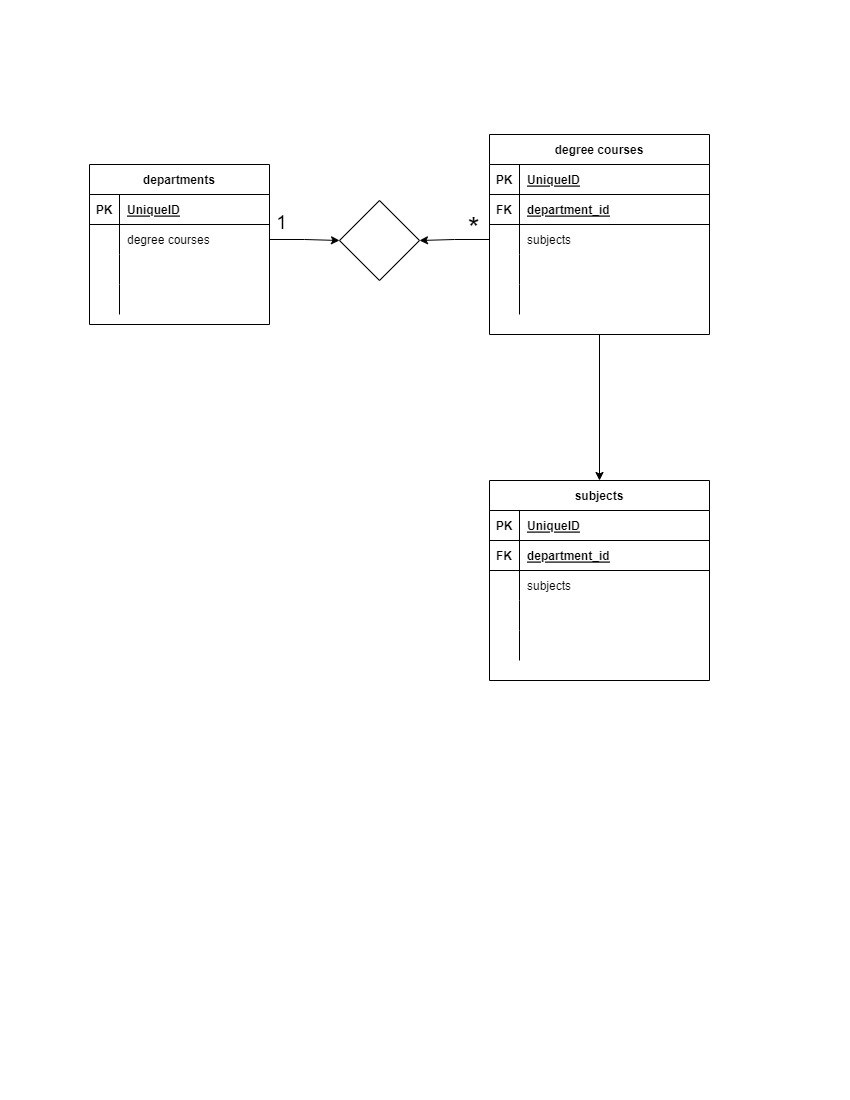 departments
PK UniqueID
degree courses
1
*
degree courses
PK UniqueID
FK department_id
subjects
subjects
PK UniqueID
FK department_id
subjects